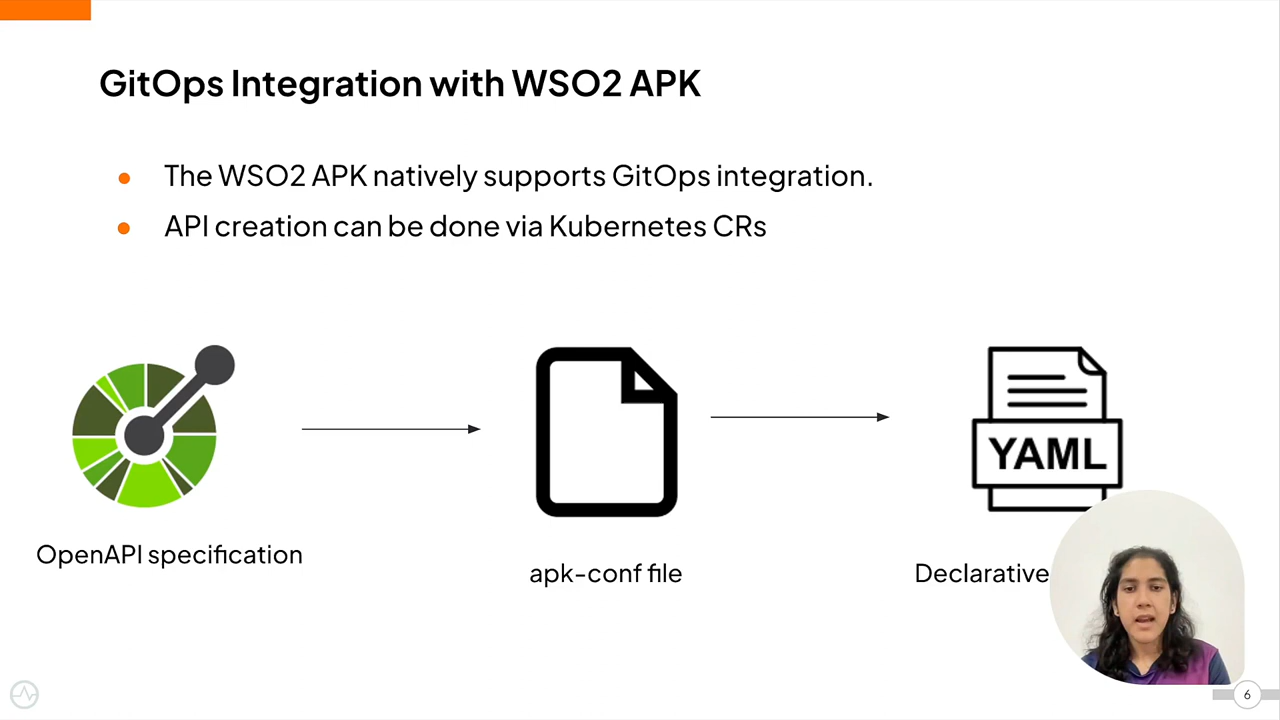 GitOps Integration with WSO2 APK
The WSO2 APK natively supports GitOps integration.
API creation can be done via Kubernetes CRs
YAML
OpenAPI specification
apk-conf file
Declarative
6